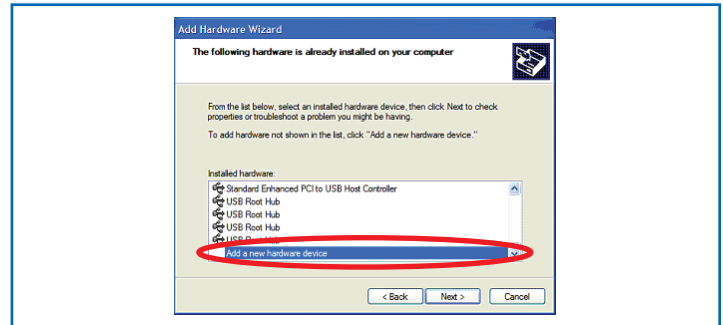 Add Hardware Wizard
The following hardware is already installed on your computer
From the list below, select an installed hardware device, then click Next to check
properties or troubleshoot a problem you might be having.
To add hardware not shown in the list, click "Add a new hardware device."
Installed hardware:
Standard Enhanced PCI to USB Host Controller
USB Root Hub
USB Root Hub
USB Root Hub
USB Root Hub
Add a new hardware device
< Back Next > Cancel